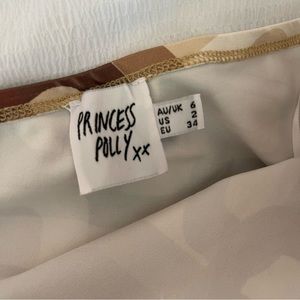 PRINCESS
POLLY xx
AU/UK 6
US 2
EU 34